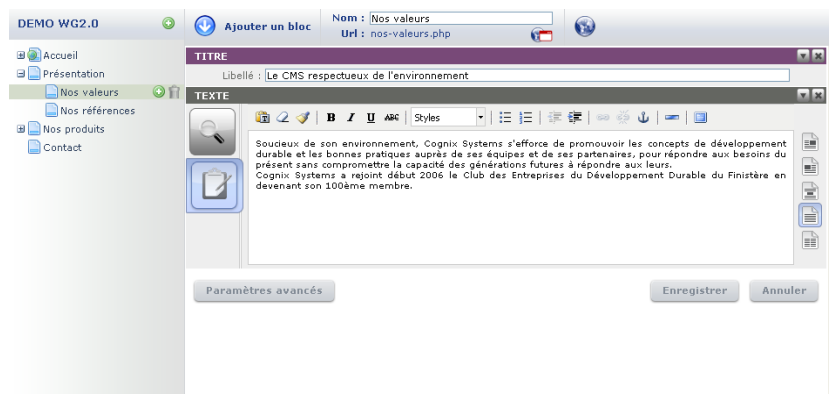 DEMO WG2.0
Ajouter un bloc
Nom : Nos valeurs
Url : nos-valeurs.php
Accueil
Présentation
Nos valeurs
Nos références
Nos produits
Contact
TITRE
Libellé : Le CMS respectueux de l'environnement
TEXTE
B I U ABC Styles
Soucieux de son environnement, Cognix Systems s'efforce de promouvoir les concepts de développement
durable et les bonnes pratiques auprès de ses équipes et de ses partenaires, pour répondre aux besoins du
présent sans compromettre la capacité des générations futures à répondre aux leurs.
Cognix Systems a rejoint début 2006 le Club des Entreprises du Développement Durable du Finistère en
devenant son 100ème membre.
Paramètres avancés
Enregistrer
Annuler